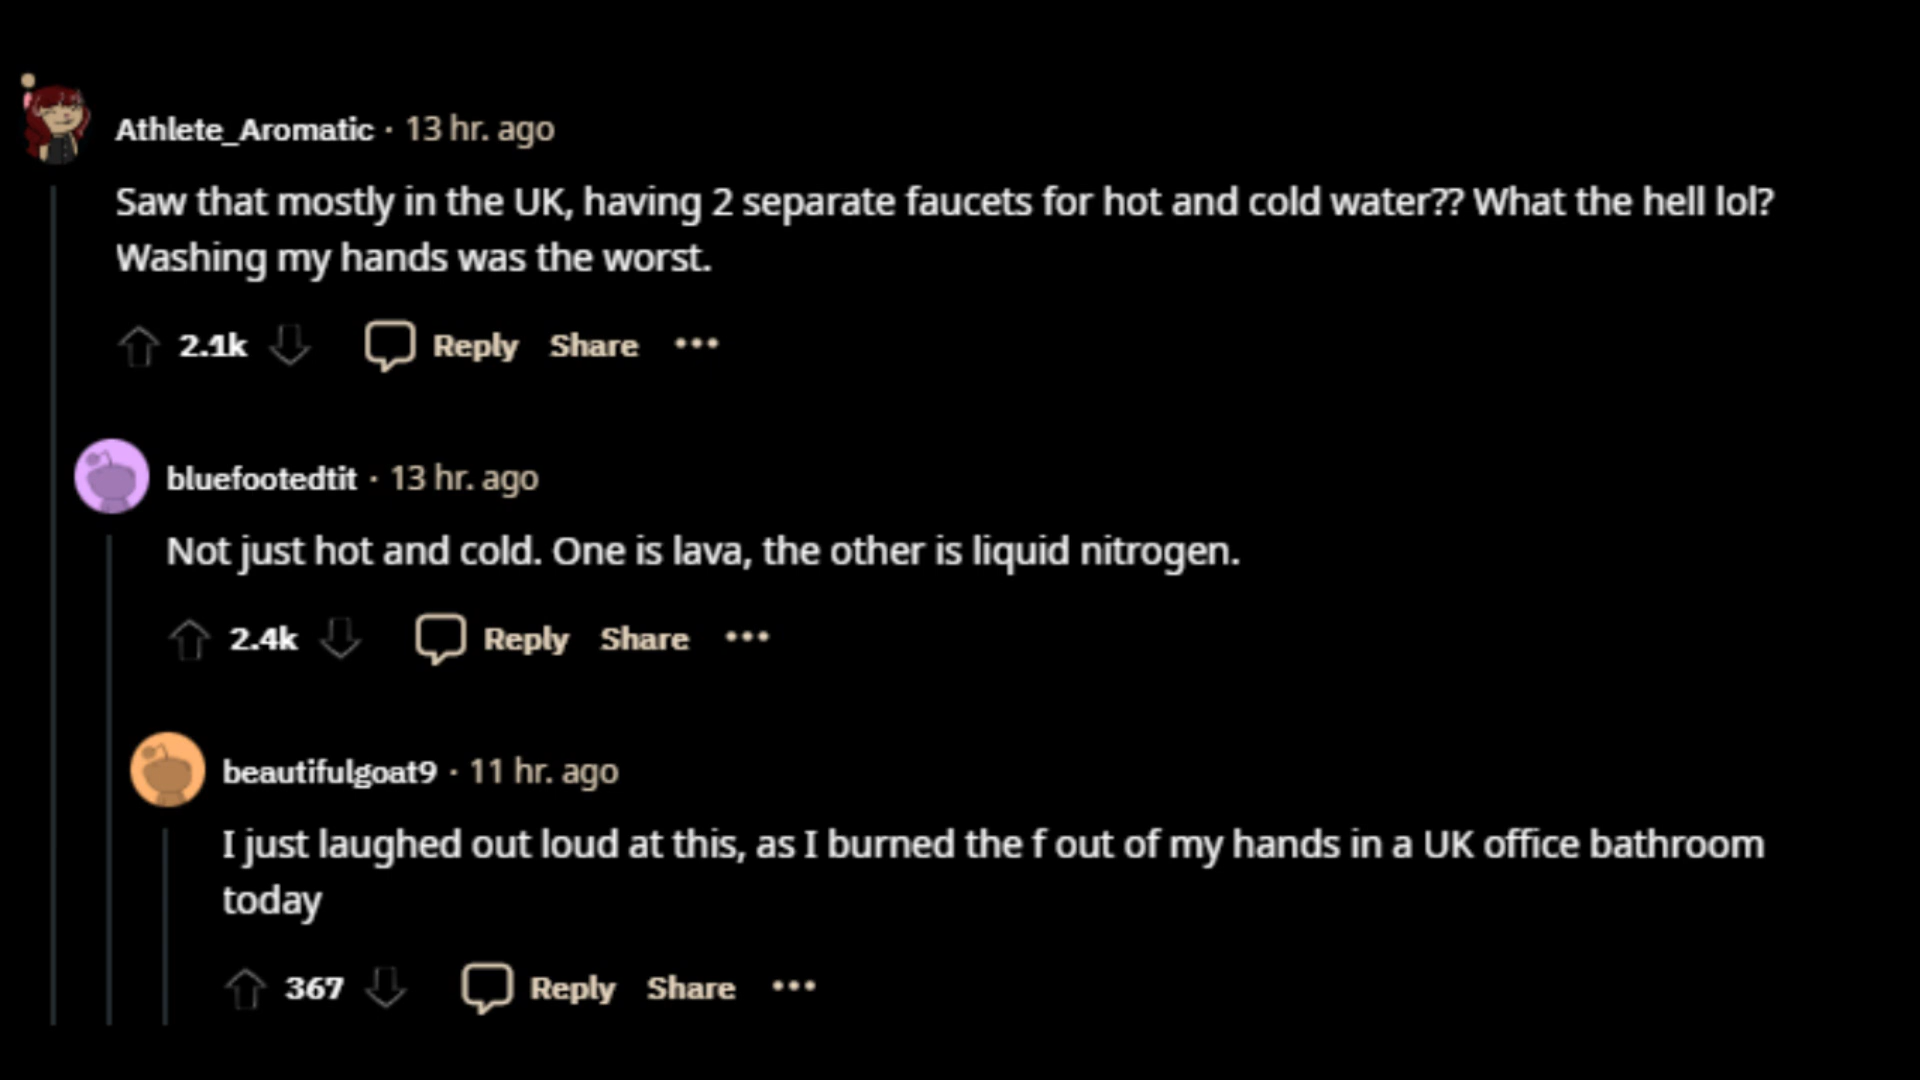 Athlete_Aromatic · 13 hr. ago
Saw that mostly in the UK, having 2 separate faucets for hot and cold water?? What the hell lol?
Washing my hands was the worst.
2.1k Reply Share •••
bluefootedtit · 13 hr. ago
Not just hot and cold. One is lava, the other is liquid nitrogen.
2.4k Reply Share •••
beautifulgoat9 · 11 hr. ago
I just laughed out loud at this, as I burned the f out of my hands in a UK office bathroom
today
367 Reply Share •••